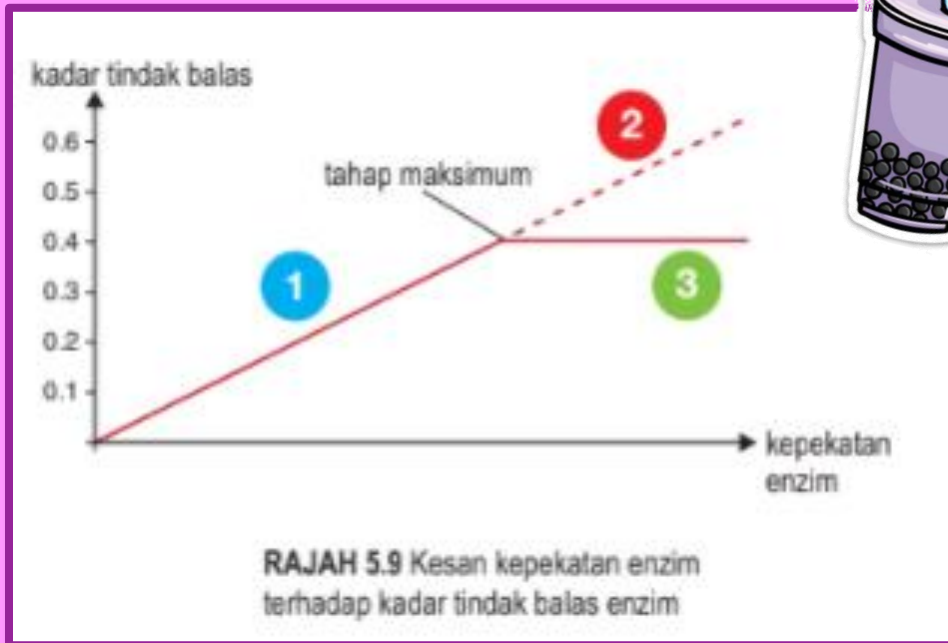 kadar tindak balas
0.6
2
0.5
tahap maksimum
0.4
1
3
0.3
0.2
0.1
kepekatan
enzim
RAJAH 5.9 Kesan kepekatan enzim
terhadap kadar tindak balas enzim